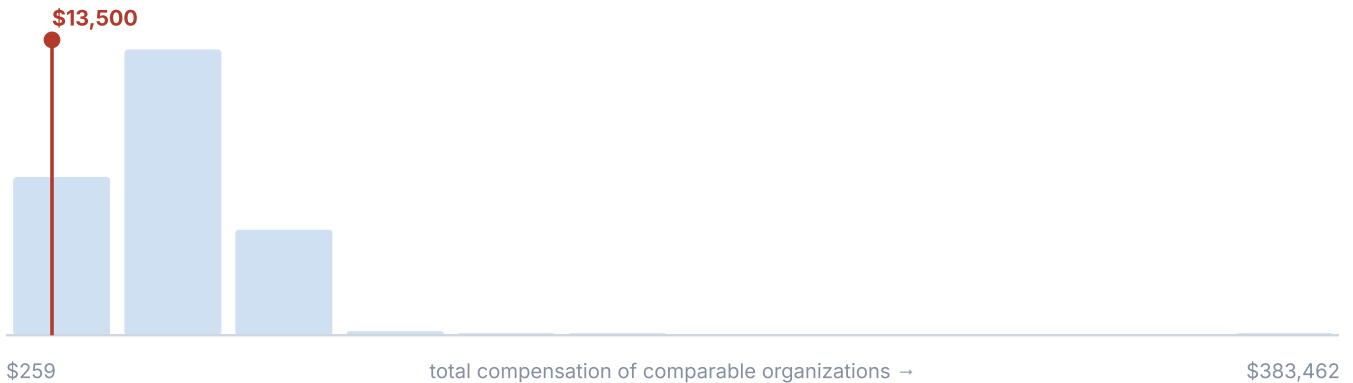 $13,500
$259
total compensation of comparable organizations →
$383,462